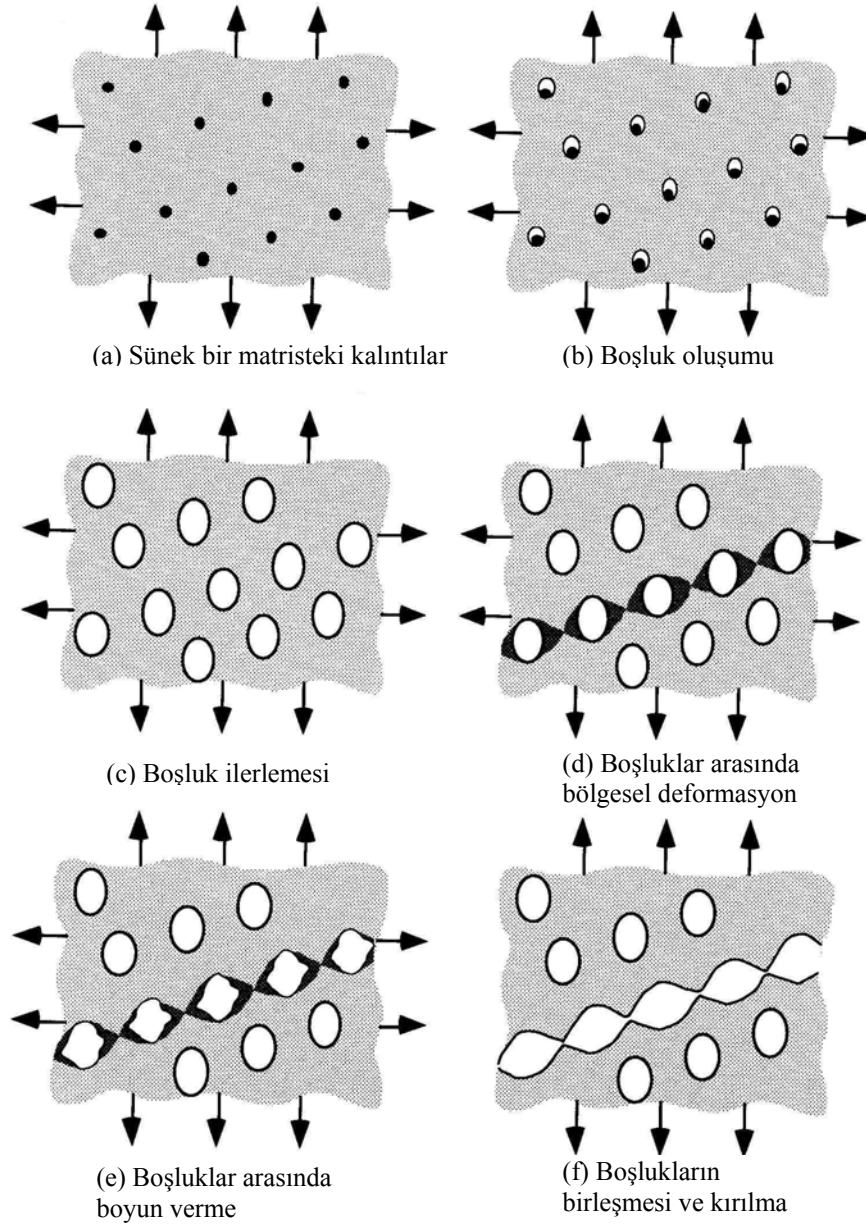 (a) Sünek bir matristeki kalıntılar
(b) Boşluk oluşumu
(c) Boşluk ilerlemesi
(d) Boşluklar arasında
bölgesel deformasyon
(e) Boşluklar arasında
boyun verme
(f) Boşlukların
birleşmesi ve kırılma